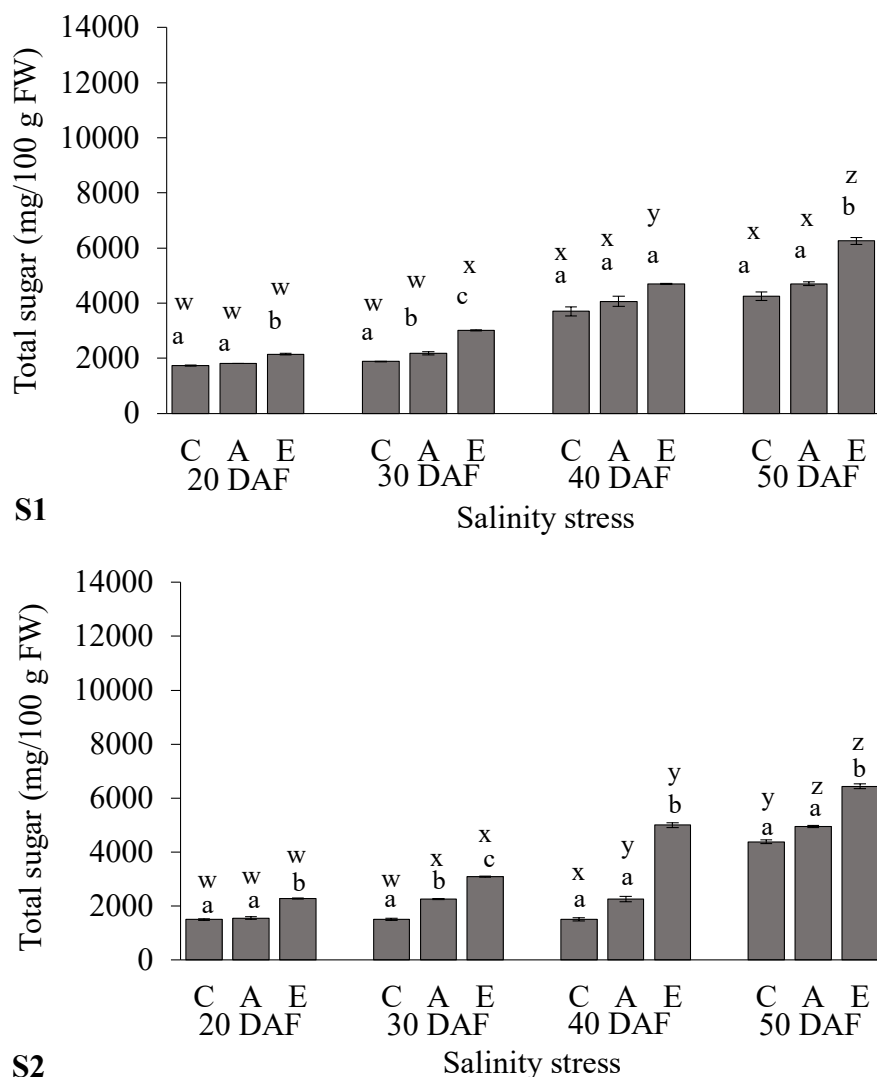 Total sugar (mg/100 g FW)
14000
12000
10000
8000
6000
4000
2000
0
w w w
a a b
w w x
a b c
x x y
a a a
x x z
a a b
C A E C A E C A E C A E
20 DAF 30 DAF 40 DAF 50 DAF
S1
Salinity stress
Total sugar (mg/100 g FW)
14000
12000
10000
8000
6000
4000
2000
0
w w w
a a b
w x x
a b c
x y y
a a b
y z z
a a b
C A E C A E C A E C A E
20 DAF 30 DAF 40 DAF 50 DAF
S2
Salinity stress